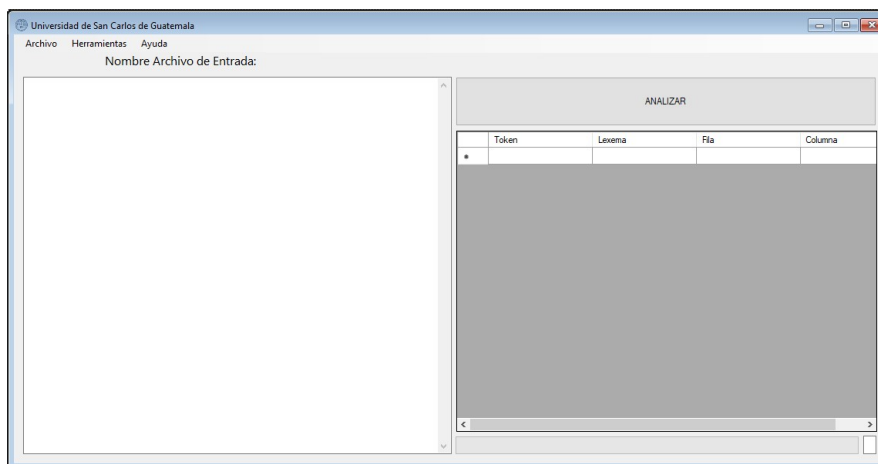 Universidad de San Carlos de Guatemala
Archivo Herramientas Ayuda
Nombre Archivo de Entrada:
ANALIZAR
Token Lexema Fila Columna